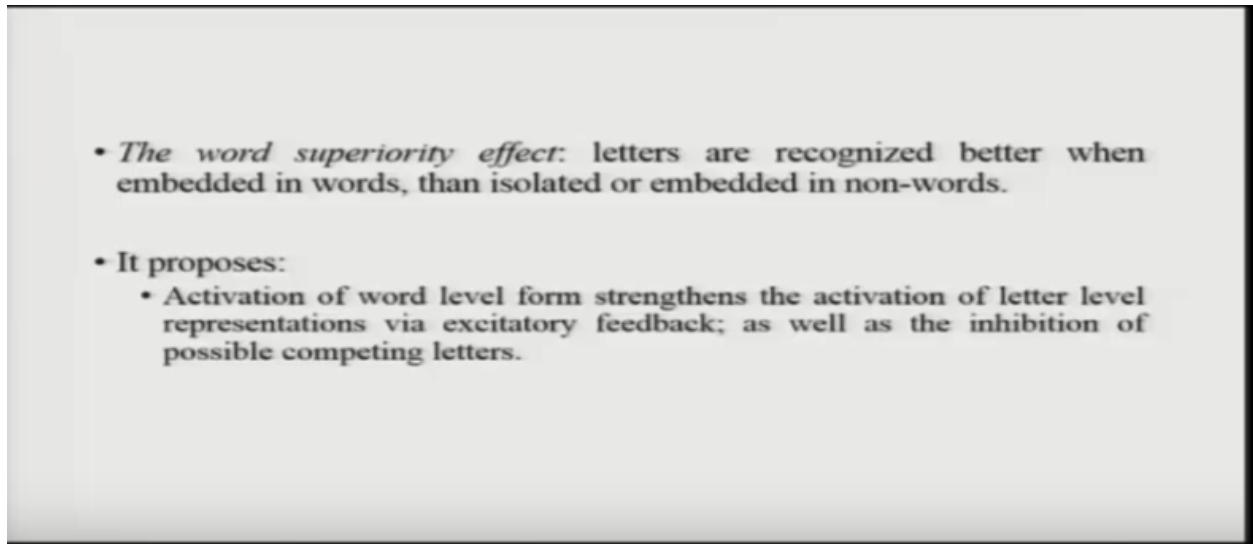 • The word superiority effect: letters are recognized better when
embedded in words, than isolated or embedded in non-words.
• It proposes:
• Activation of word level form strengthens the activation of letter level
representations via excitatory feedback; as well as the inhibition of
possible competing letters.